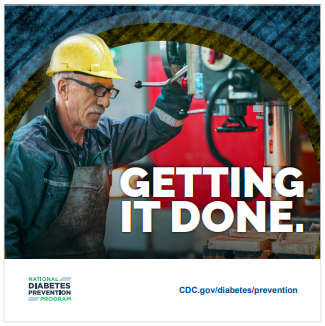 GETTING
IT DONE.
NATIONAL
DIABETES
PREVENTION
PROGRAM
CDC.gov/diabetes/prevention